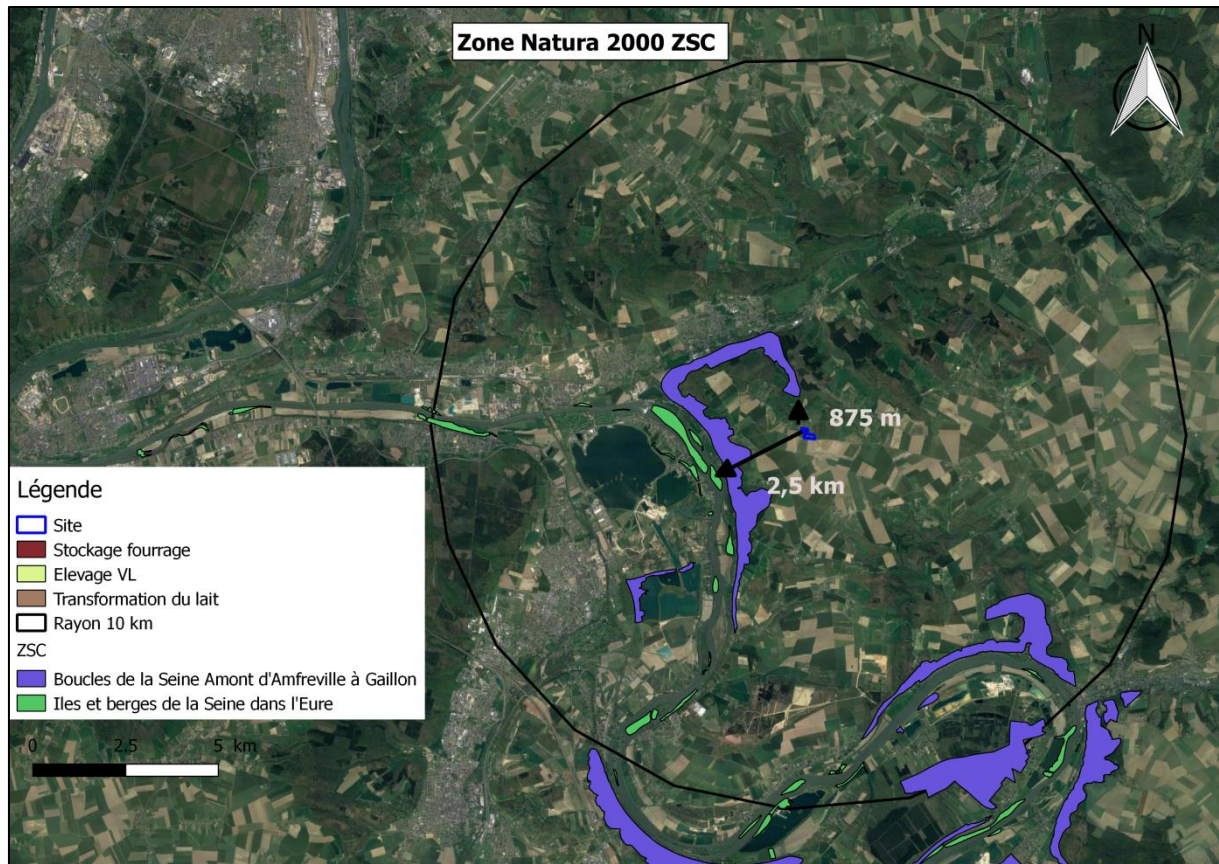 Zone Natura 2000 ZSC
N
875 m
2,5 km
Légende
Site
Stockage fourrage
Elevage VL
Transformation du lait
Rayon 10 km
ZSC
Boucles de la Seine Amont d'Amfreville à Gaillon
Iles et berges de la Seine dans l'Eure
0 2.5 5 km